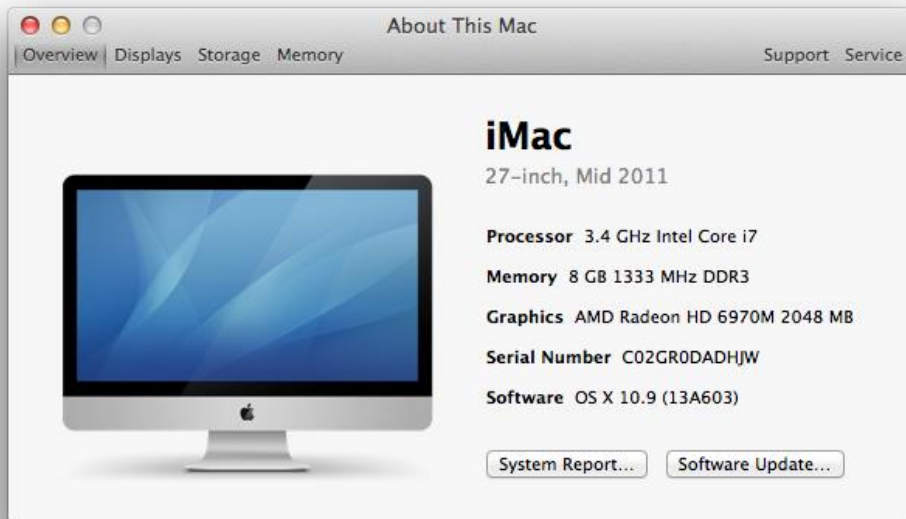 About This Mac
Overview Displays Storage Memory Support Service
iMac
27-inch, Mid 2011
Processor 3.4 GHz Intel Core i7
Memory 8 GB 1333 MHz DDR3
Graphics AMD Radeon HD 6970M 2048 MB
Serial Number C02GR0DADHJW
Software OS X 10.9 (13A603)
System Report... Software Update...